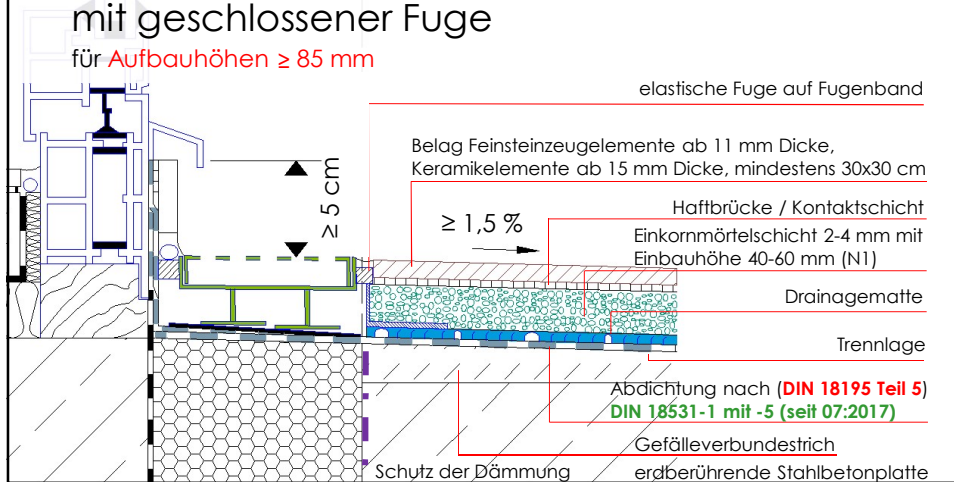 mit geschlossener Fuge
für Aufbauhöhen ≥ 85 mm
elastische Fuge auf Fugenband
Belag Feinsteinzeugelemente ab 11 mm Dicke,
Keramikelemente ab 15 mm Dicke, mindestens 30x30 cm
≥ 5 cm
≥ 1,5 %
Haftbrücke / Kontaktschicht
Einkornmörtelschicht 2-4 mm mit
Einbauhöhe 40-60 mm (N1)
Drainagematte
Trennlage
Abdichtung nach (DIN 18195 Teil 5)
DIN 18531-1 mit -5 (seit 07:2017)
Gefälleverbundestrich
Schutz der Dämmung
erdberührende Stahlbetonplatte